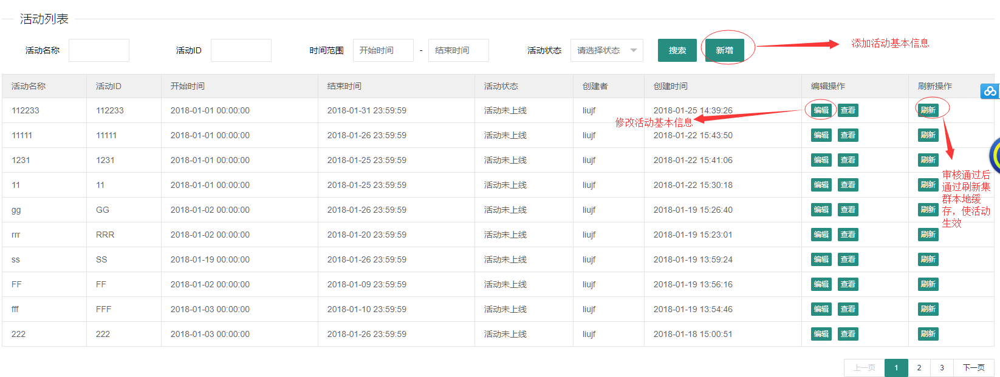 活动列表
活动名称 活动ID 时间范围 开始时间 - 结束时间 活动状态 请选择状态 搜索 新增 添加活动基本信息
活动名称 活动ID 开始时间 结束时间 活动状态 创建者 创建时间 编辑操作 刷新操作
112233 112233 2018-01-01 00:00:00 2018-01-31 23:59:59 活动未上线 liujf 2018-01-25 14:39:26 编辑 查看 刷新
修改活动基本信息
11111 11111 2018-01-01 00:00:00 2018-01-26 23:59:59 活动未上线 liujf 2018-01-22 15:43:50 编辑 查看 刷新
1231 1231 2018-01-01 00:00:00 2018-01-25 23:59:59 活动未上线 liujf 2018-01-22 15:41:06 编辑 查看 刷新
11 11 2018-01-01 00:00:00 2018-01-25 23:59:59 活动未上线 liujf 2018-01-22 15:30:18 编辑 查看 刷新
审核通过后
通过刷新集
群本地缓
存，使活动
生效
gg GG 2018-01-02 00:00:00 2018-01-26 23:59:59 活动未上线 liujf 2018-01-19 15:26:40 编辑 查看 刷新
rrr RRR 2018-01-02 00:00:00 2018-01-20 23:59:59 活动未上线 liujf 2018-01-19 15:23:01 编辑 查看 刷新
ss SS 2018-01-19 00:00:00 2018-01-26 23:59:59 活动未上线 liujf 2018-01-19 13:59:24 编辑 查看 刷新
FF FF 2018-01-02 00:00:00 2018-01-09 23:59:59 活动未上线 liujf 2018-01-19 13:56:16 编辑 查看 刷新
fff FFF 2018-01-03 00:00:00 2018-01-10 23:59:59 活动未上线 liujf 2018-01-19 13:54:46 编辑 查看 刷新
222 222 2018-01-03 00:00:00 2018-01-26 23:59:59 活动未上线 liujf 2018-01-18 15:00:51 编辑 查看 刷新
上一页 1 2 3 下一页